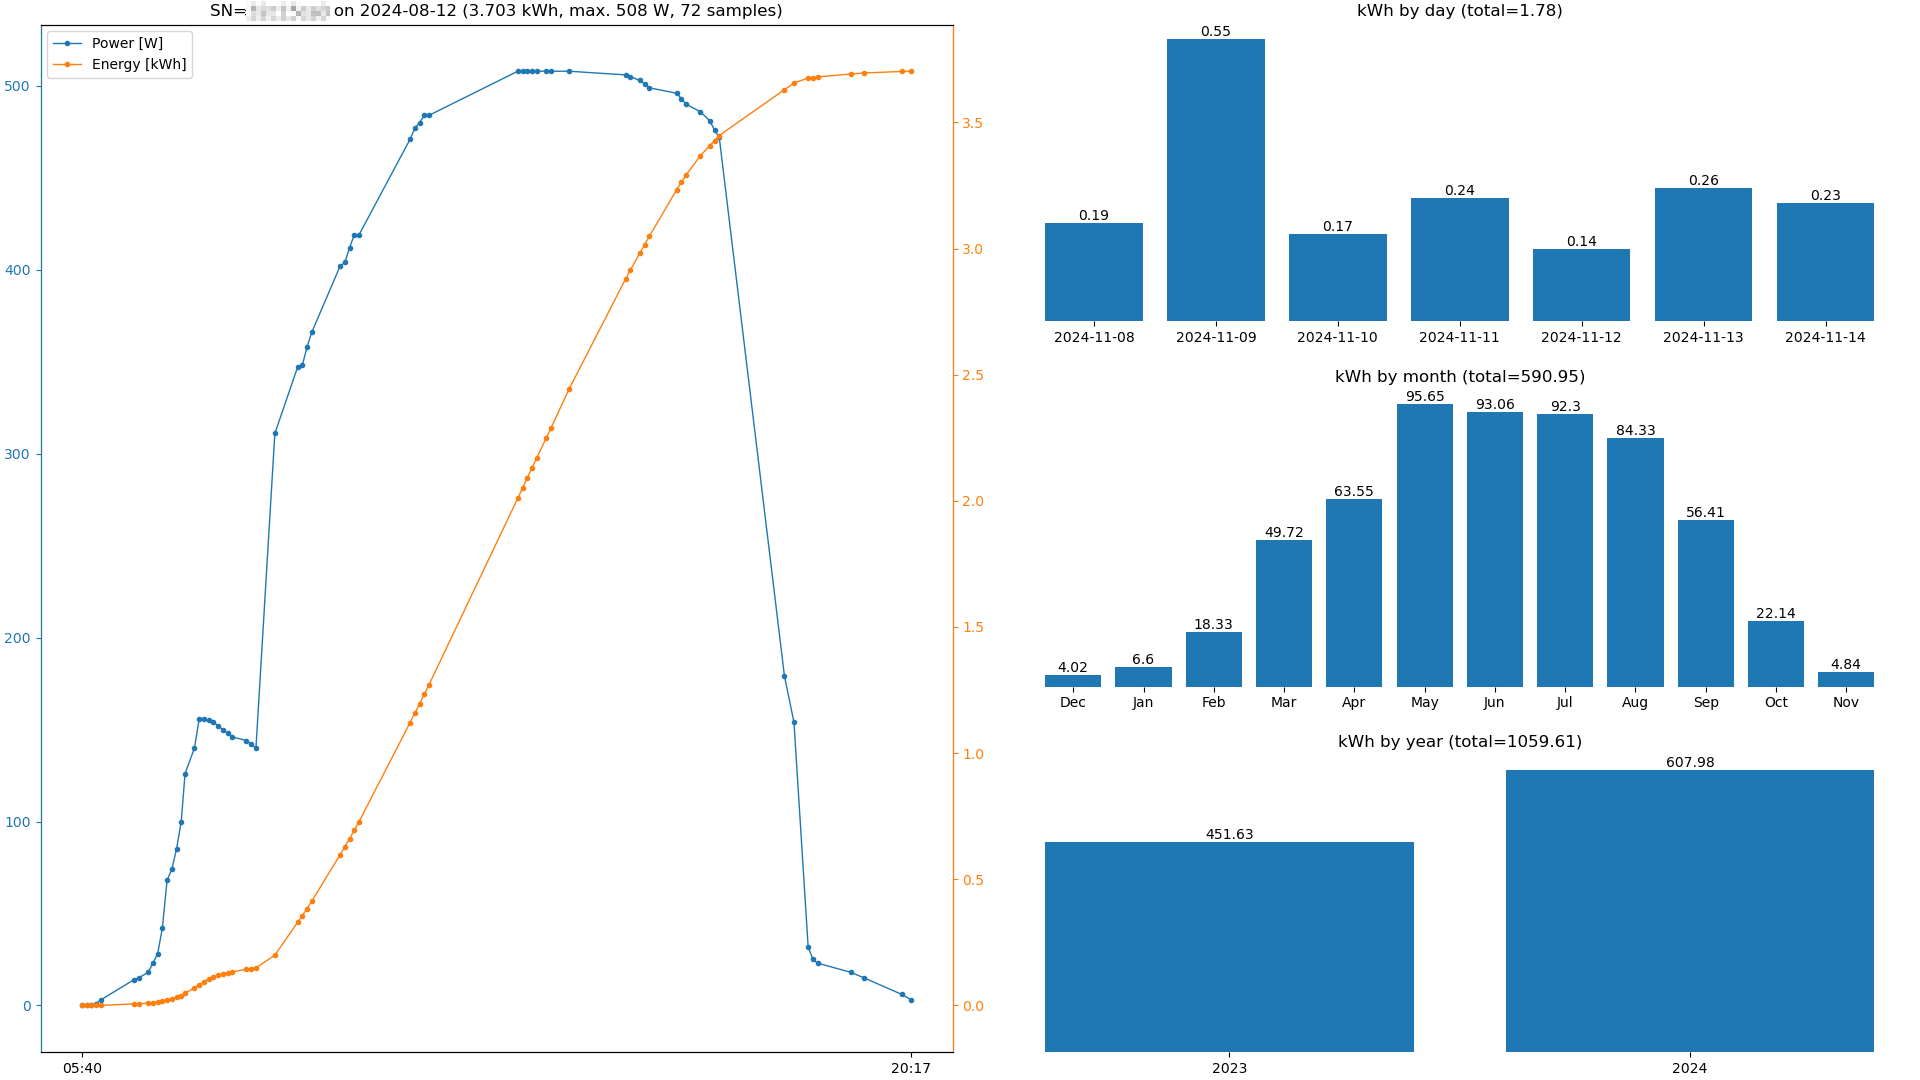 SN= on 2024-08-12 (3.703 kWh, max. 508 W, 72 samples)
Power [W]
Energy [kWh]
500
400
300
200
100
0
3.5
3.0
2.5
2.0
1.5
1.0
0.5
0.0
05:40 20:17
kWh by day (total=1.78)
0.19 0.55 0.17 0.24 0.14 0.26 0.23
2024-11-08 2024-11-09 2024-11-10 2024-11-11 2024-11-12 2024-11-13 2024-11-14
kWh by month (total=590.95)
4.02 6.6 18.33 49.72 63.55 95.65 93.06 92.3 84.33 56.41 22.14 4.84
Dec Jan Feb Mar Apr May Jun Jul Aug Sep Oct Nov
kWh by year (total=1059.61)
451.63 607.98
2023 2024